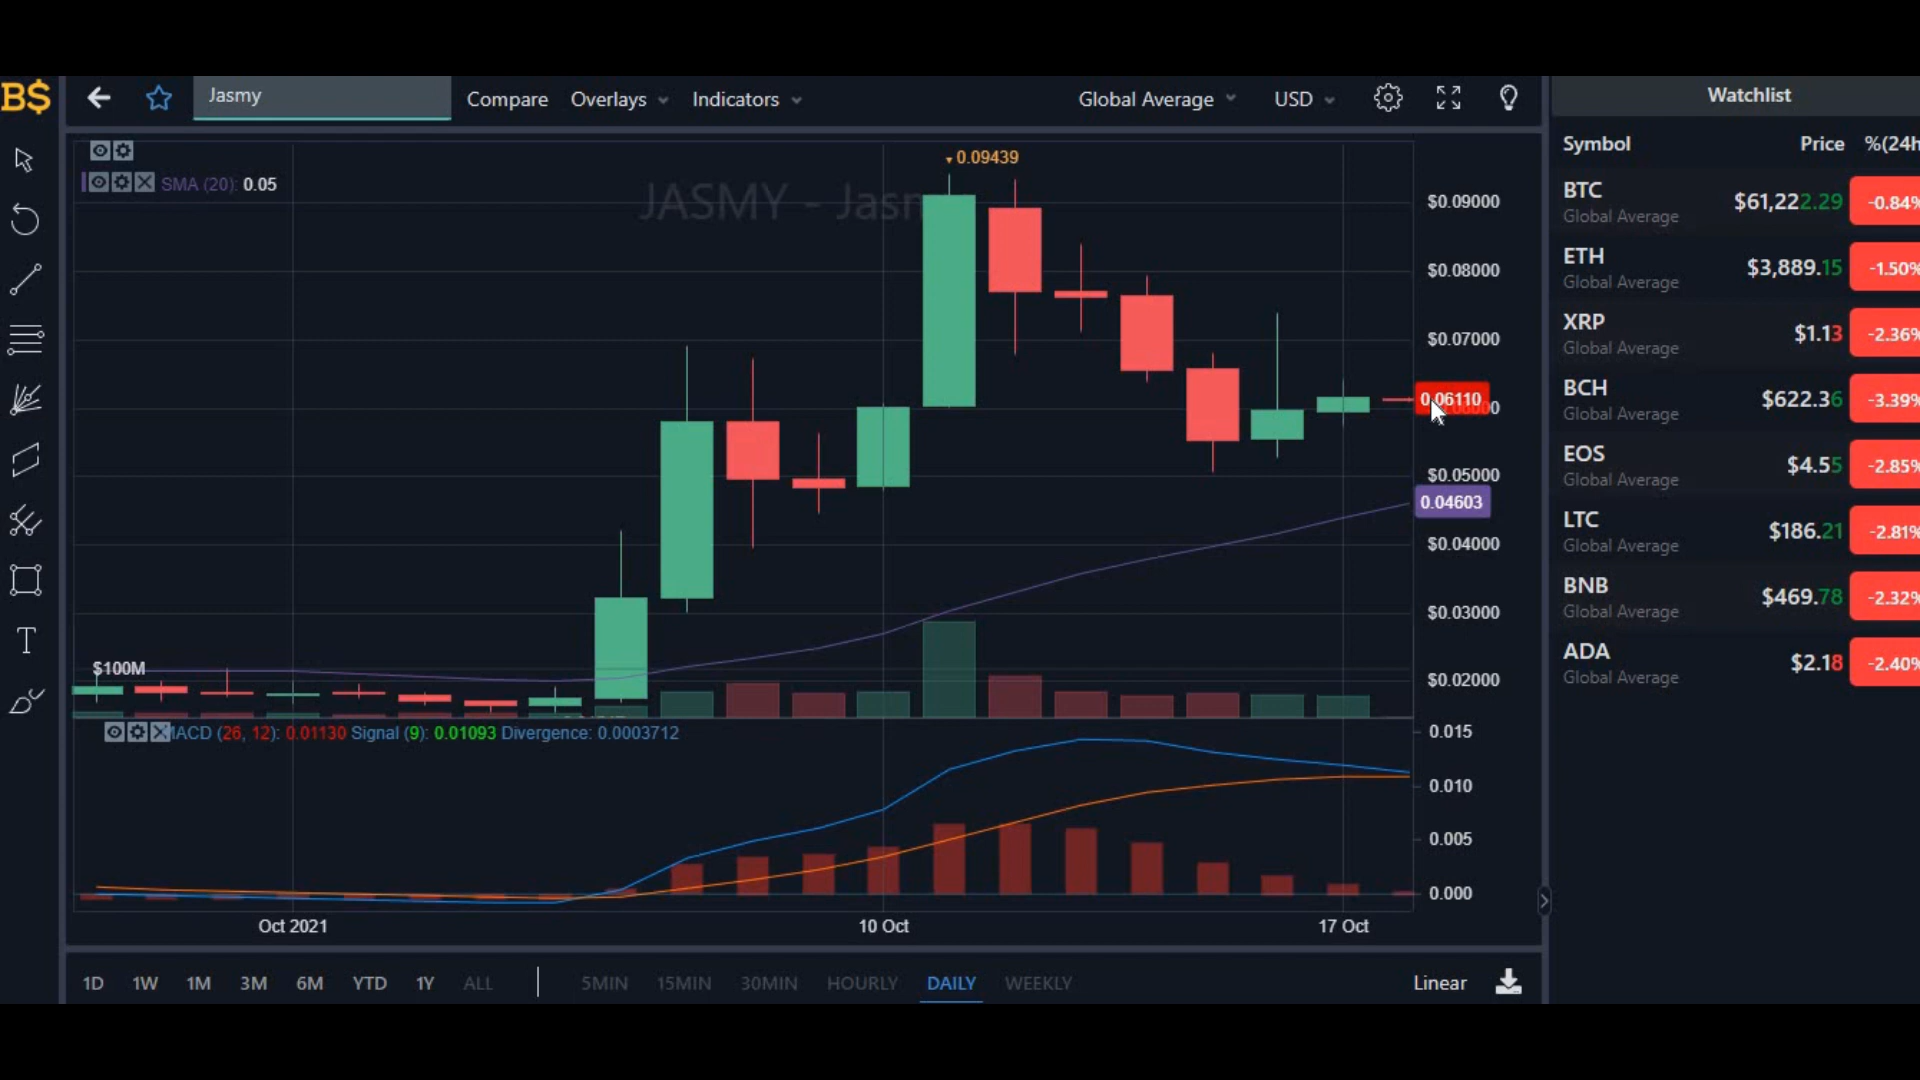 B$
Jasmy
Compare
Overlays
Indicators
Global Average
USD
Watchlist
Symbol Price %(24h
SMA (20): 0.05
JASMY - Jasm
0.09439
$0.09000
$0.08000
$0.07000
0.06110
$0.05000
0.04603
$0.04000
$0.03000
$0.02000
$100M
MACD (26, 12): 0.01130 Signal (9): 0.01093 Divergence: 0.0003712
0.015
0.010
0.005
0.000
Oct 2021
10 Oct
17 Oct
BTC $61,222.29 -0.84%
Global Average
ETH $3,889.15 -1.50%
Global Average
XRP $1.13 -2.36%
Global Average
BCH $622.36 -3.39%
Global Average
EOS $4.55 -2.85%
Global Average
LTC $186.21 -2.81%
Global Average
BNB $469.78 -2.32%
Global Average
ADA $2.18 -2.40%
Global Average
T
1D 1W 1M 3M 6M YTD 1Y ALL 5MIN 15MIN 30MIN HOURLY DAILY WEEKLY
Linear